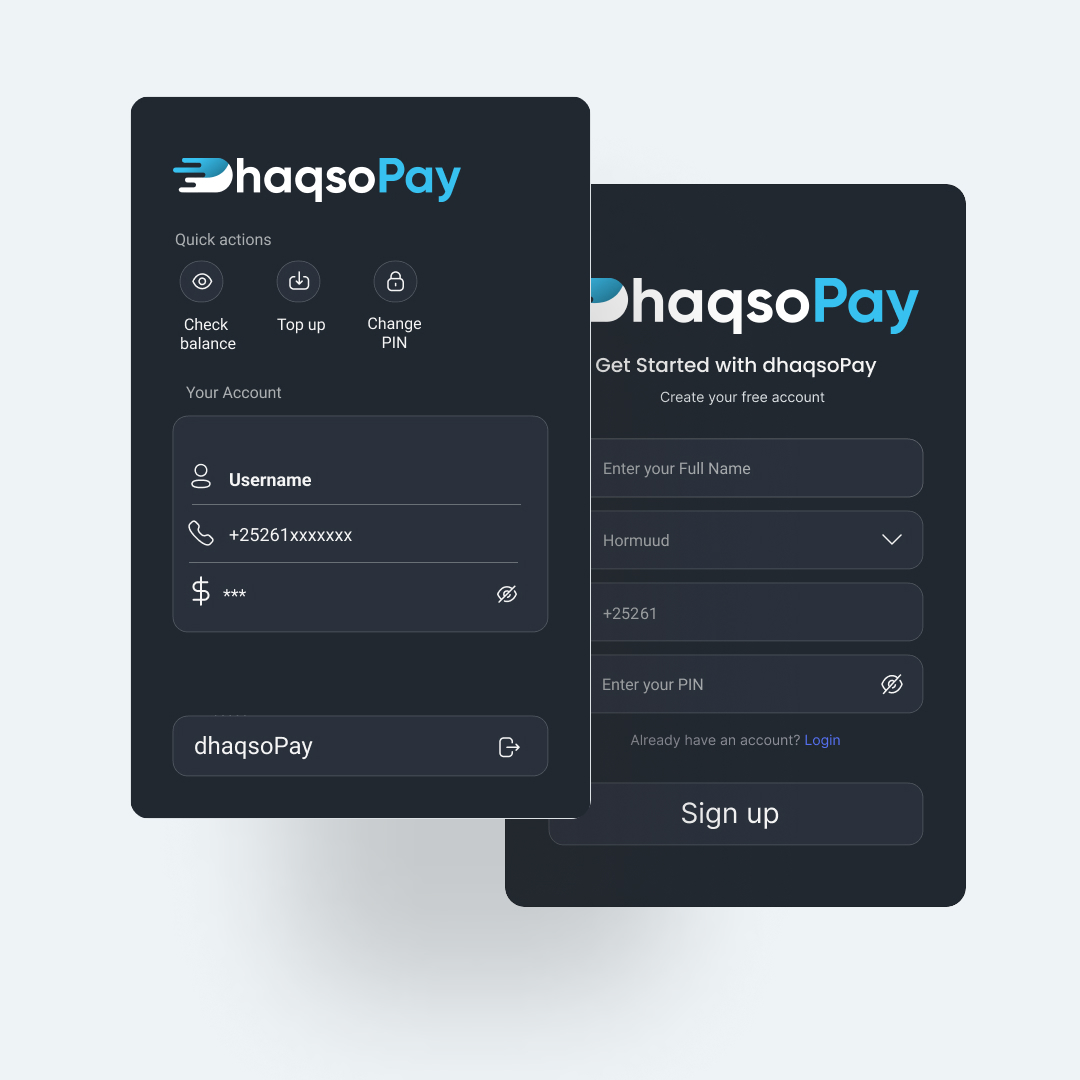 DhaqsoPay
Quick actions
Check
balance
Top up
Change
PIN
Your Account
Username
+25261xxxxxxx
***
dhaqsoPay
DhaqsoPay
Get Started with dhaqsoPay
Create your free account
Enter your Full Name
Hormuud
+25261
Enter your PIN
Already have an account? Login
Sign up